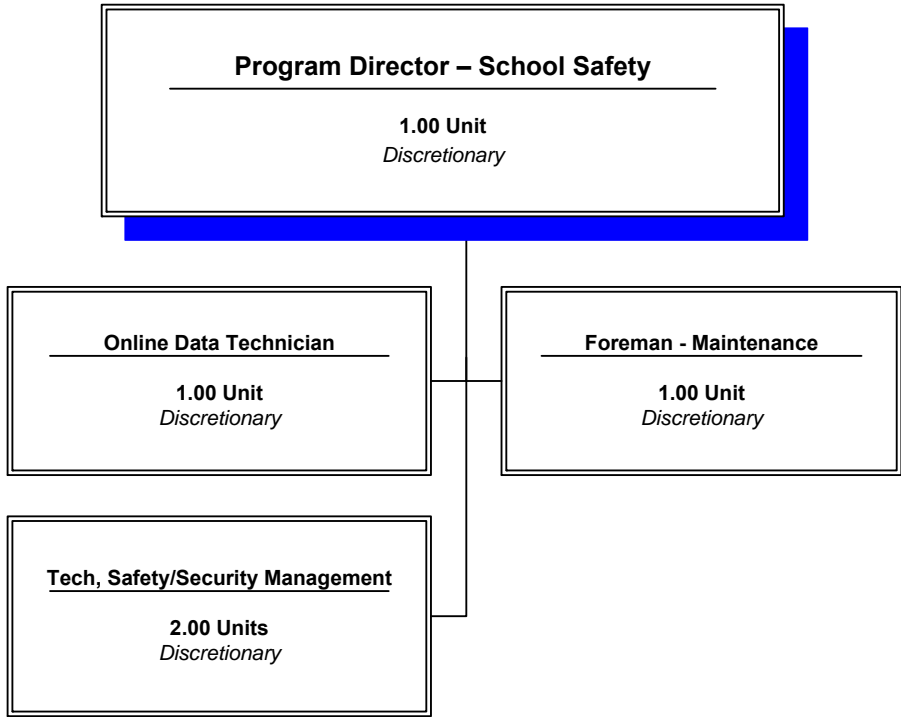 Program Director – School Safety
1.00 Unit
Discretionary
Online Data Technician
1.00 Unit
Discretionary
Foreman - Maintenance
1.00 Unit
Discretionary
Tech, Safety/Security Management
2.00 Units
Discretionary